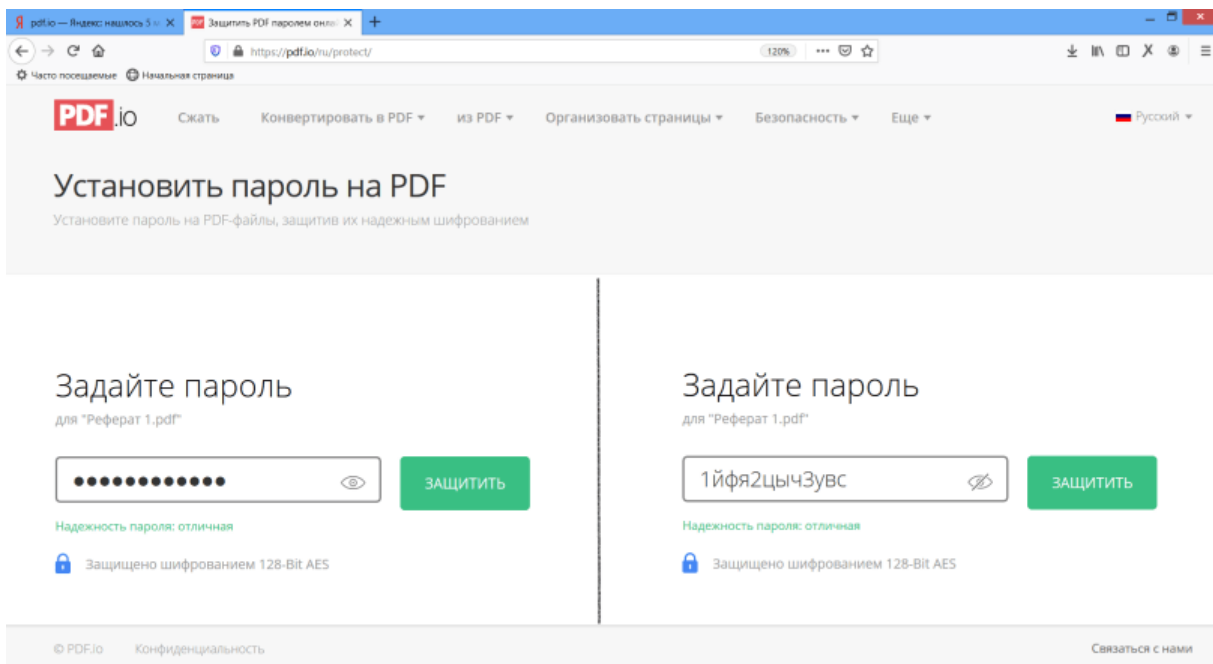 pdf.io — Яндекс: нашлось 5
Защитить PDF паролем онла
https://pdf.io/ru/protect/
120%
Часто посещаемые Начальная страница
PDF.io Сжать Конвертировать в PDF из PDF Организовать страницы Безопасность Еще Русский
Установить пароль на PDF
Установите пароль на PDF-файлы, защитив их надежным шифрованием
Задайте пароль
для "Реферат 1.pdf"
ЗАЩИТИТЬ
Надежность пароля: отличная
Защищено шифрованием 128-Bit AES
Задайте пароль
для "Реферат 1.pdf"
1йфя2цыч3увс
ЗАЩИТИТЬ
Надежность пароля: отличная
Защищено шифрованием 128-Bit AES
© PDF.io Конфиденциальность Связаться с нами